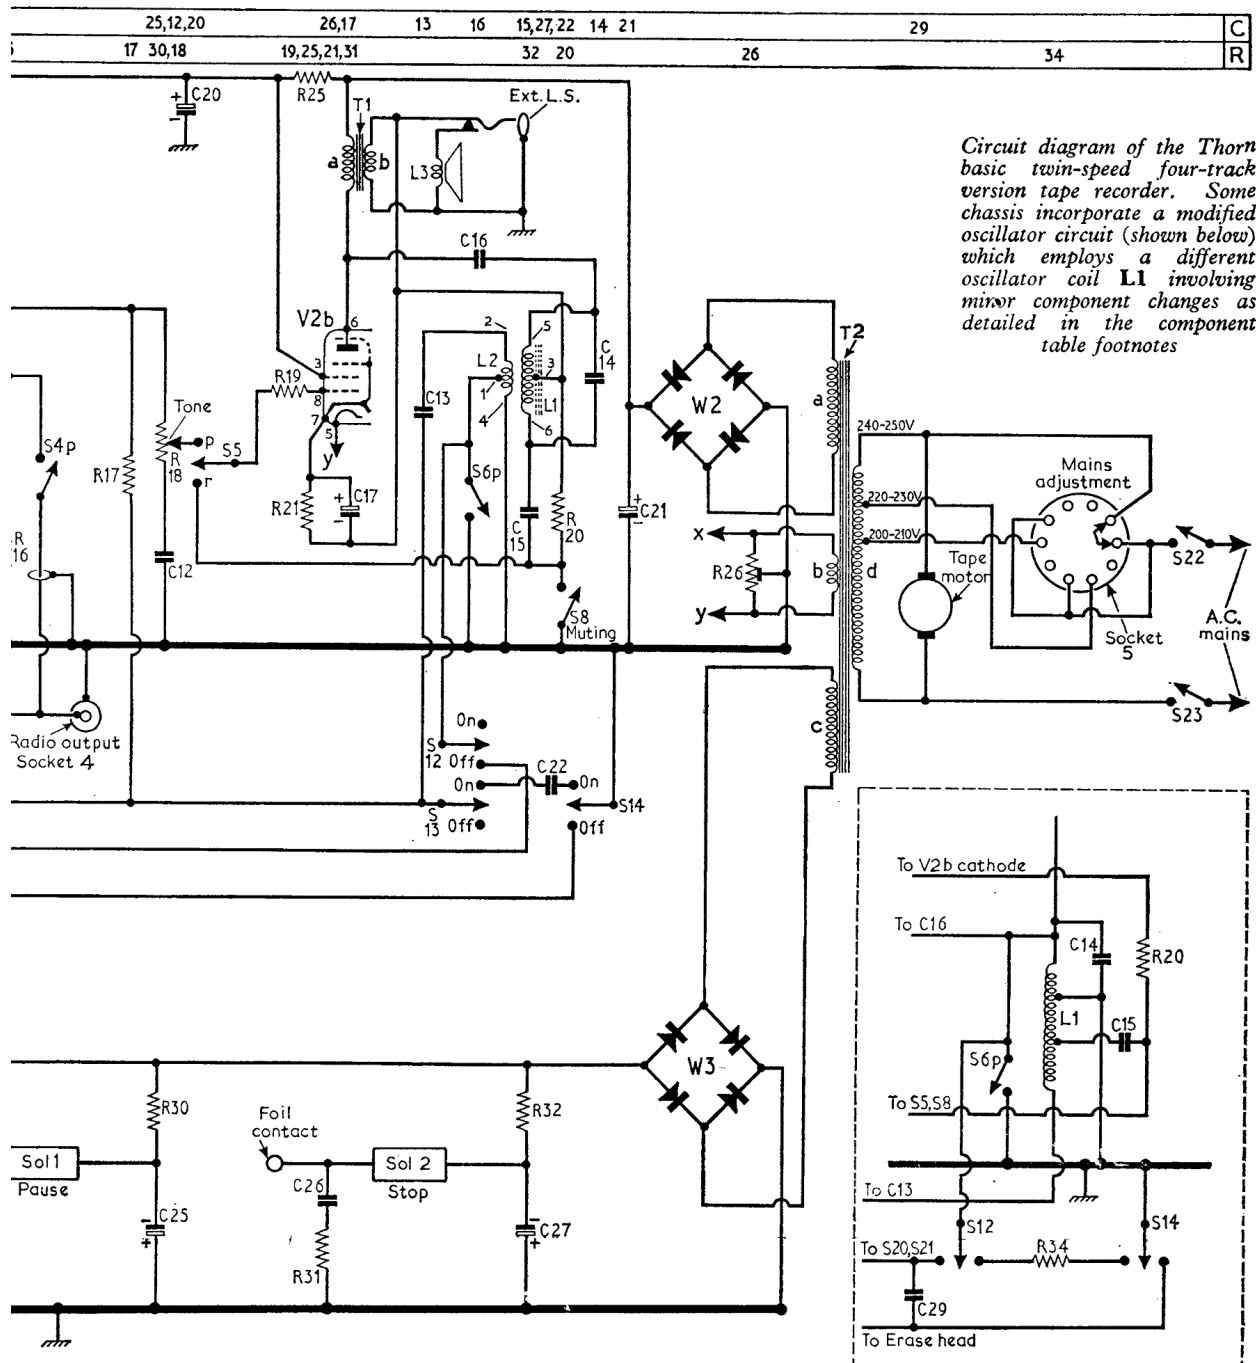 25,12,20 26,17 13 16 15,27,22 14 21 29 C
17 30,18 19,25,21,31 32 20 26 34 R
C20
R25
T1
Ext. L.S.
a
b
L3
Circuit diagram of the Thorn
basic twin-speed four-track
version tape recorder. Some
chassis incorporate a modified
oscillator circuit (shown below)
which employs a different
oscillator coil L1 involving
minor component changes as
detailed in the component
table footnotes
C16
V2b
6
3
8
7
5
y
R19
Tone
S4p
R17
R
18
p
S5
r
R
16
C12
R21
C17
C13
2
L2
1
4
5
3
L1
6
C
14
S6p
C
15
R
20
C21
S8
Muting
W2
T2
a
x
R26
b
y
d
240-250V
220-230V
200-210V
Mains
adjustment
Tape
motor
Socket
5
S22
A.C.
mains
S23
Radio output
Socket 4
On
S
12
Off
On
C22
On
S
13
Off
S14
Off
c
W3
R30
Sol 1
Pause
C25
Foil
contact
C26
R31
Sol 2
Stop
R32
C27
To V2b cathode
To C16
C14
R20
L1
C15
S6p
To S5,S8
To C13
S12
S14
To S20,S21
R34
C29
To Erase head